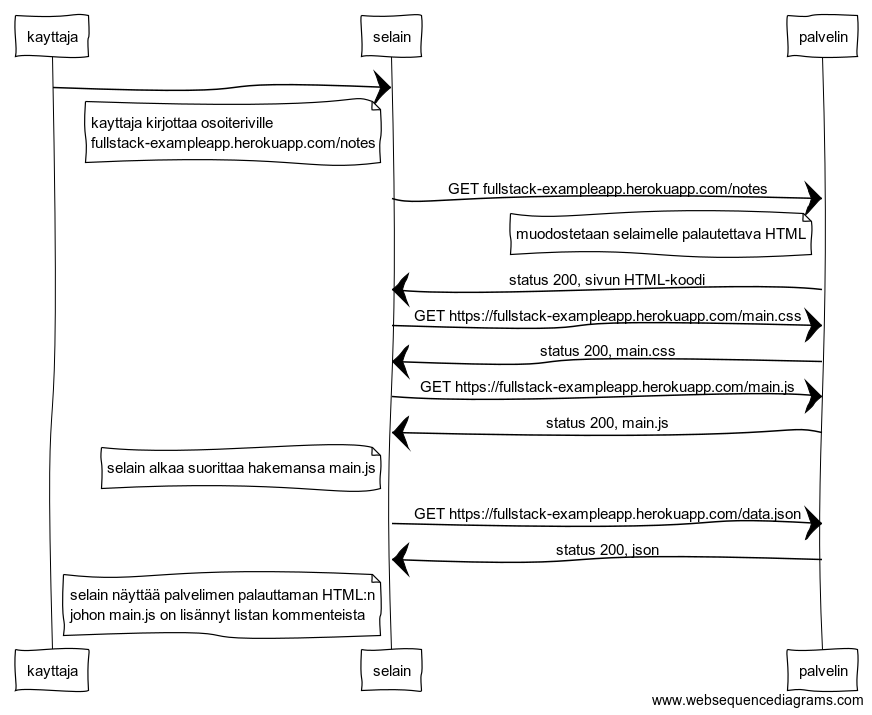 kayttaja
selain
palvelin
kayttaja kirjottaa osoiteriville
fullstack-exampleapp.herokuapp.com/notes
GET fullstack-exampleapp.herokuapp.com/notes
muodostetaan selaimelle palautettava HTML
status 200, sivun HTML-koodi
GET https://fullstack-exampleapp.herokuapp.com/main.css
status 200, main.css
GET https://fullstack-exampleapp.herokuapp.com/main.js
status 200, main.js
selain alkaa suorittaa hakemansa main.js
GET https://fullstack-exampleapp.herokuapp.com/data.json
status 200, json
selain näyttää palvelimen palauttaman HTML:n
johon main.js on lisännyt listan kommenteista
kayttaja
selain
palvelin
www.websequencediagrams.com